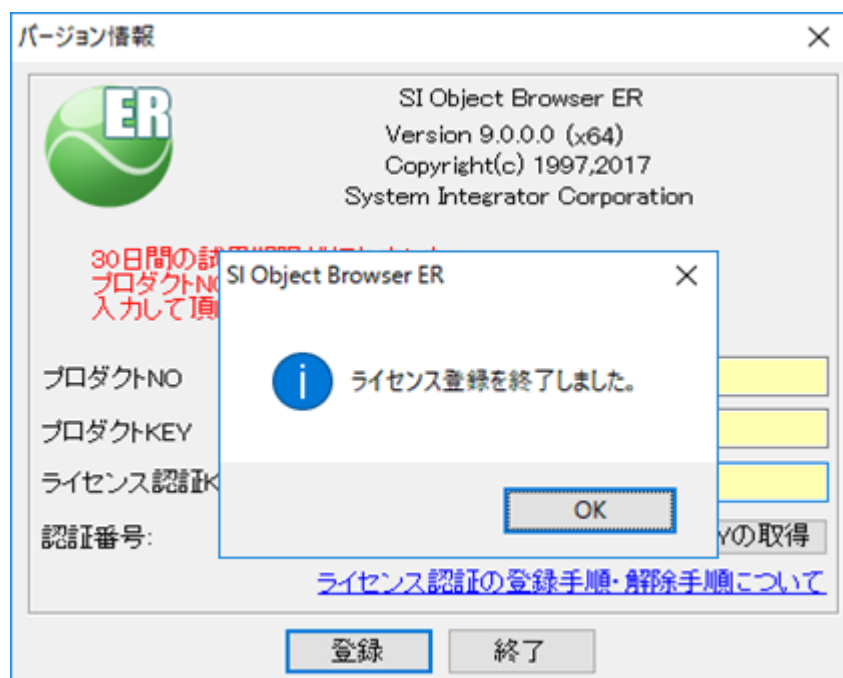 バージョン情報
ER
SI Object Browser ER
Version 9.0.0.0 (x64)
Copyright(c) 1997,2017
System Integrator Corporation
30日間の試
プロダクトNO
入力して頂
SI Object Browser ER
ライセンス登録を終了しました。
OK
プロダクトNO
プロダクトKEY
ライセンス認証K
認証番号:
Yの取得
ライセンス認証の登録手順・解除手順について
登録
終了